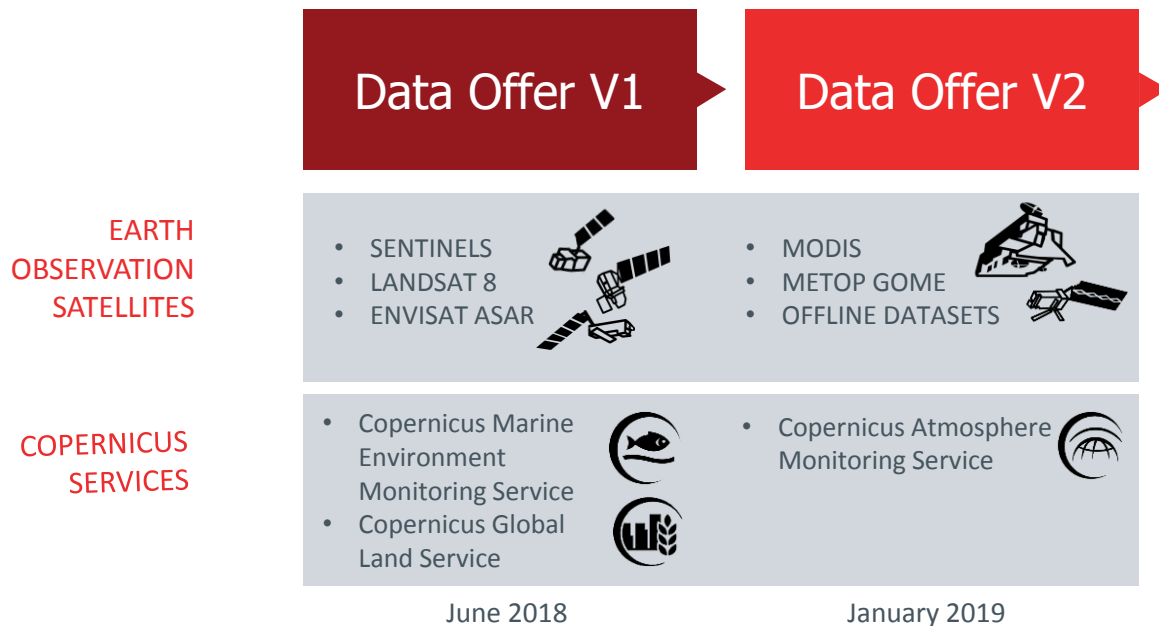 Data Offer V1
Data Offer V2
EARTH
OBSERVATION
SATELLITES
• SENTINELS
• LANDSAT 8
• ENVISAT ASAR
• MODIS
• METOP GOME
• OFFLINE DATASETS
COPERNICUS
SERVICES
• Copernicus Marine
Environment
Monitoring Service
• Copernicus Global
Land Service
• Copernicus Atmosphere
Monitoring Service
June 2018
January 2019